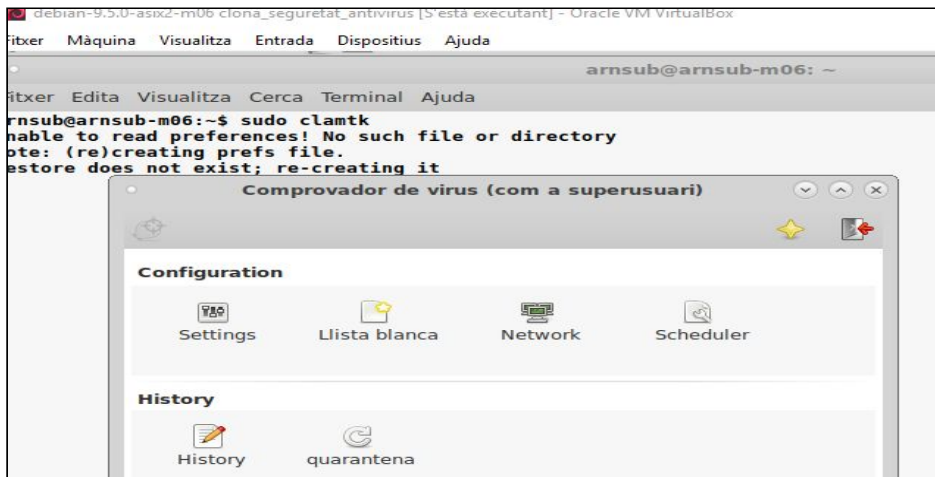 debian-9.5.0-asix2-m06 clona_seguretat_antivirus [S'està executant] - Oracle VM VirtualBox
Fitxer Màquina Visualitza Entrada Dispositius Ajuda
arnsub@arnsub-m06: ~
Fitxer Edita Visualitza Cerca Terminal Ajuda
rnsub@arnsub-m06:~$ sudo clamtk
nable to read preferences! No such file or directory
ote: (re)creating prefs file.
estore does not exist; re-creating it
Comprovador de virus (com a superusuari)
Configuration
Settings Llista blanca Network Scheduler
History
History quarantena